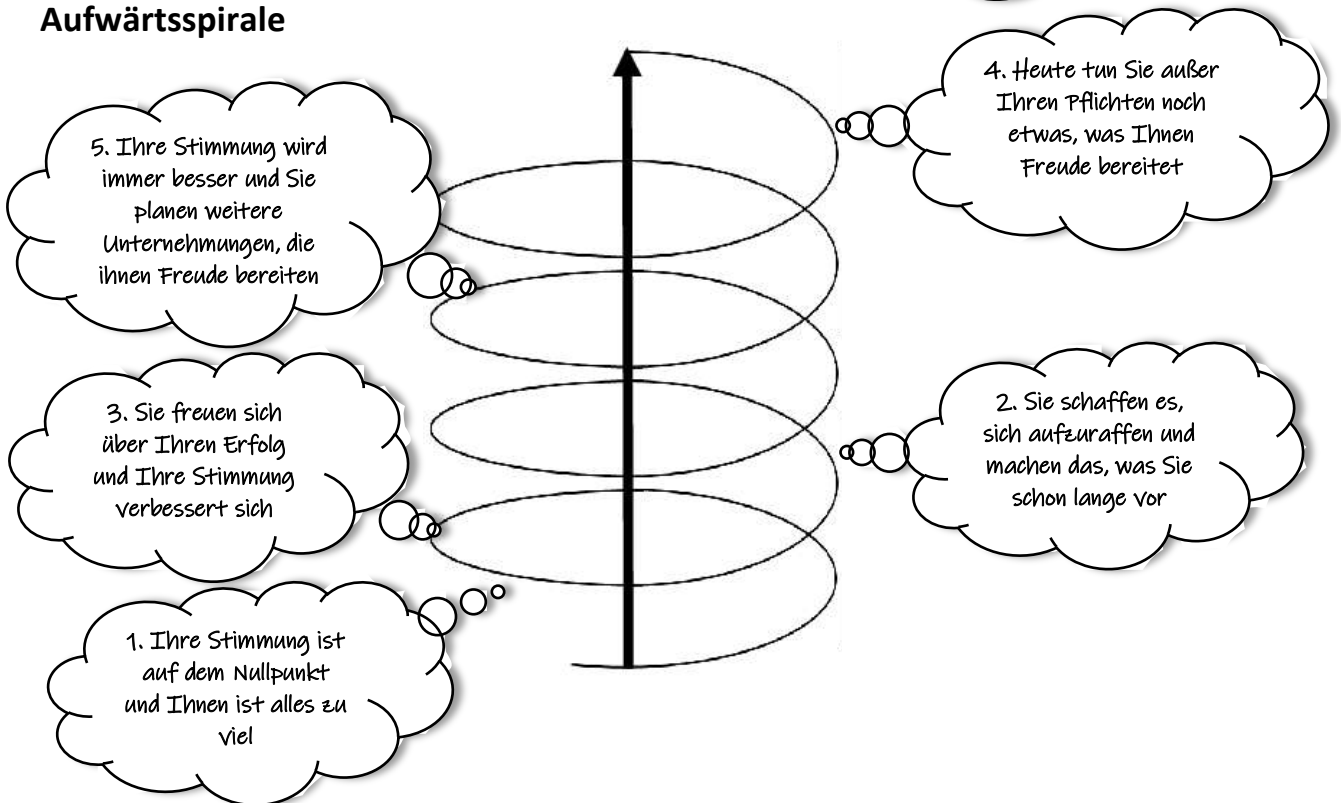 Aufwärtsspirale
4. Heute tun Sie außer
Ihren Pflichten noch
etwas, was Ihnen
Freude bereitet
5. Ihre Stimmung wird
immer besser und Sie
planen weitere
Unternehmungen, die
ihnen Freude bereiten
3. Sie freuen sich
über Ihren Erfolg
und Ihre Stimmung
verbessert sich
2. Sie schaffen es,
sich aufzuraffen und
machen das, was Sie
schon lange vor
1. Ihre Stimmung ist
auf dem Nullpunkt
und Ihnen ist alles zu
viel